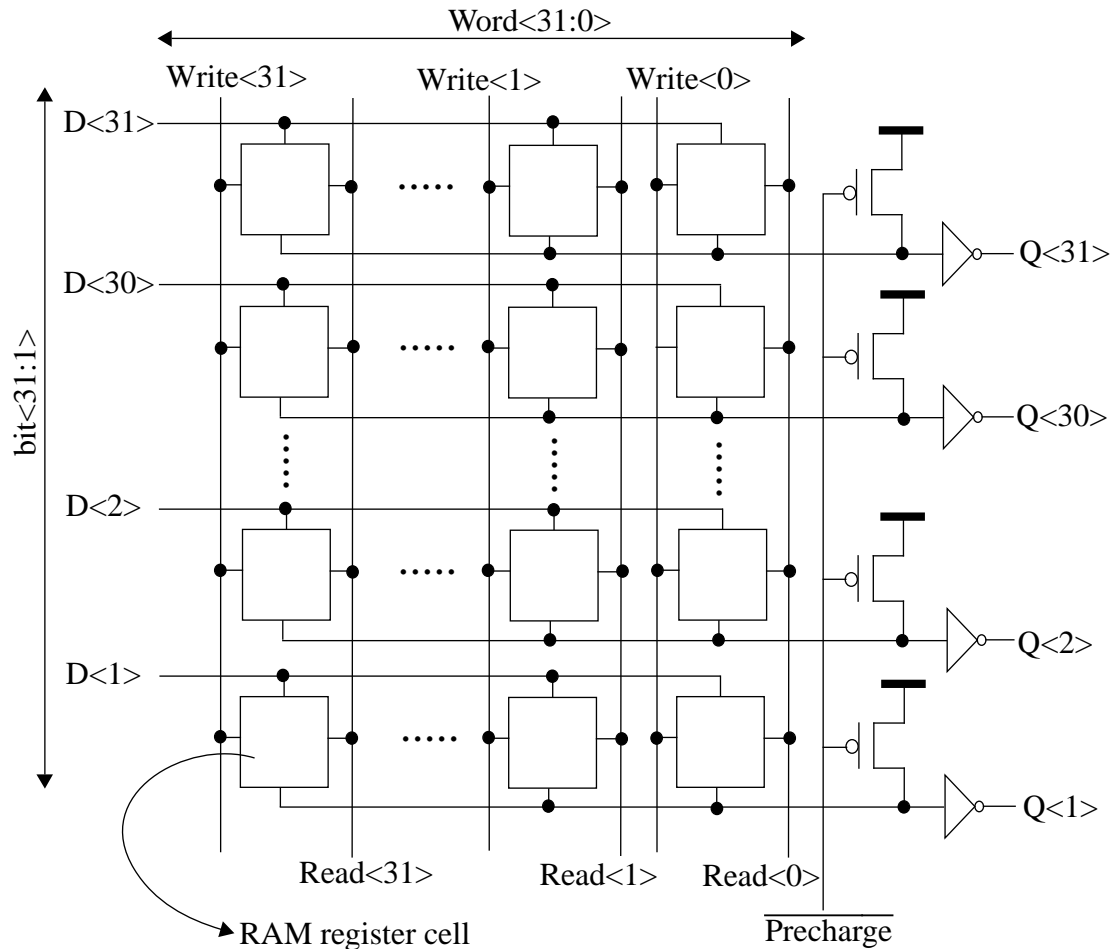 Word<31:0>
Write<31>
Write<1>
Write<0>
D<31>
Q<31>
D<30>
bit<31:1>
Q<30>
D<2>
Q<2>
D<1>
Q<1>
Read<31>
Read<1>
Read<0>
RAM register cell
Precharge